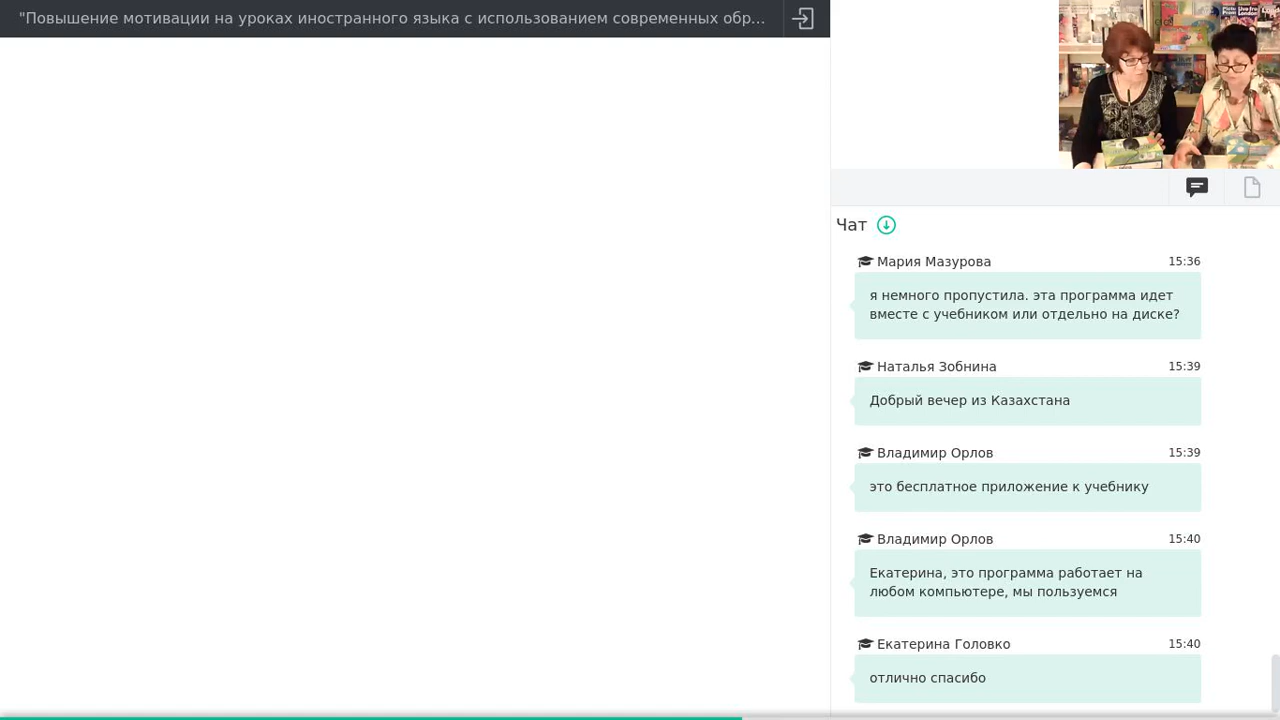 "Повышение мотивации на уроках иностранного языка с использованием современных обр...
Чат
Мария Мазурова 15:36
я немного пропустила. эта программа идет
вместе с учебником или отдельно на диске?
Наталья Зобнина 15:39
Добрый вечер из Казахстана
Владимир Орлов 15:39
это бесплатное приложение к учебнику
Владимир Орлов 15:40
Екатерина, это программа работает на
любом компьютере, мы пользуемся
Екатерина Головко 15:40
отлично спасибо